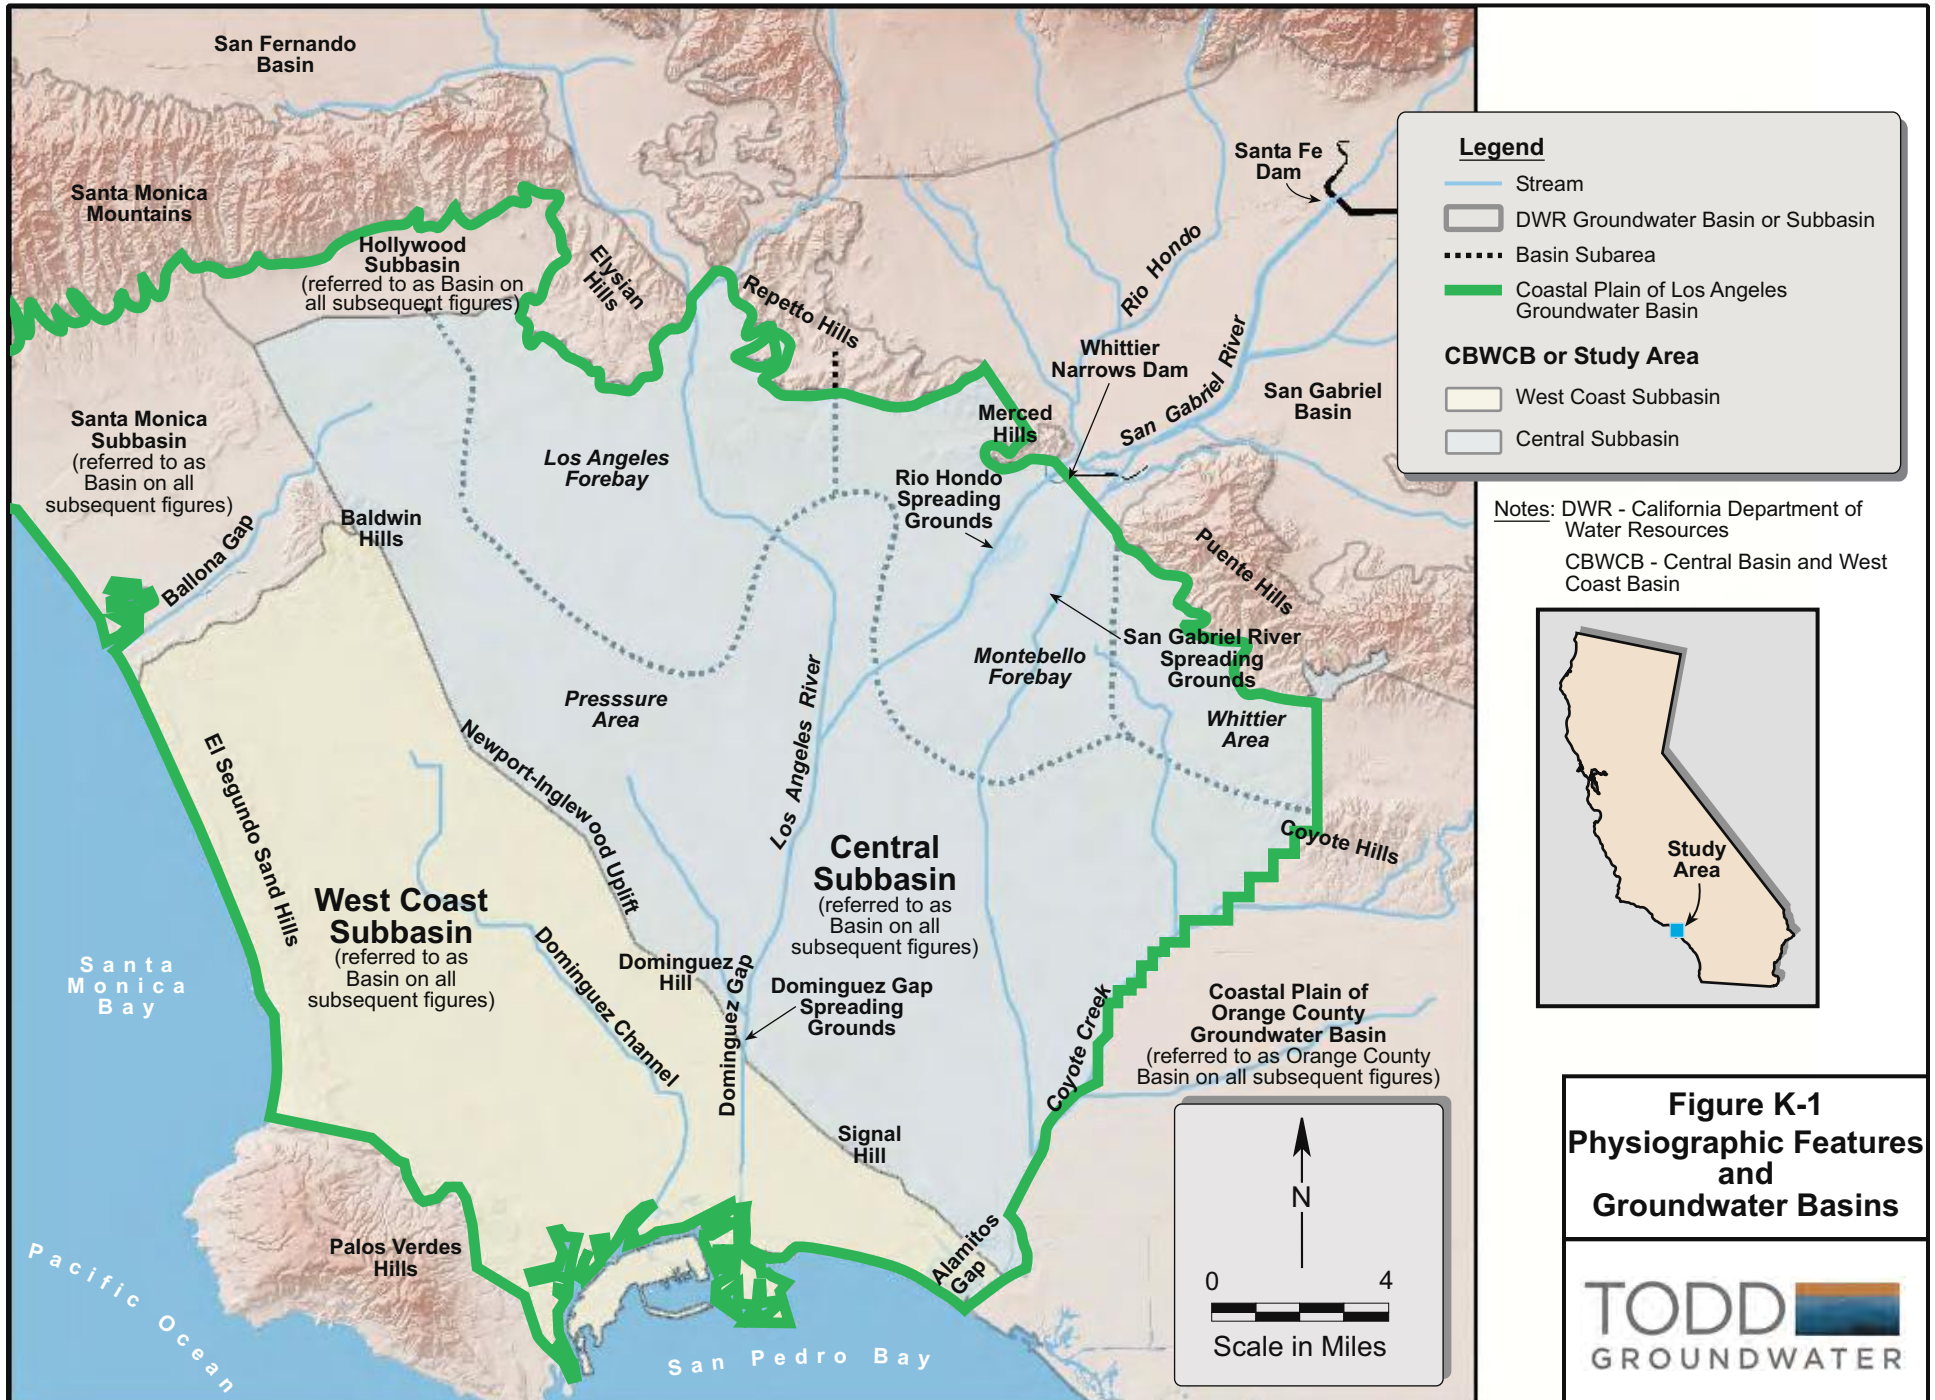 San Fernando
Basin
Santa Monica
Mountains
Hollywood
Subbasin
(referred to as Basin on
all subsequent figures)
Elysian
Hills
Repetto Hills
Santa Fe
Dam
Rio Hondo
San Gabriel River
Whittier
Narrows Dam
San Gabriel
Basin
Merced
Hills
Santa Monica
Subbasin
(referred to as
Basin on all
subsequent figures)
Los Angeles
Forebay
Rio Hondo
Spreading
Grounds
Baldwin
Hills
Ballona Gap
Puente Hills
San Gabriel River
Spreading
Grounds
Montebello
Forebay
Presssure
Area
Whittier
Area
Los Angeles River
Newport-Inglewood Uplift
El Segundo Sand Hills
Coyote Hills
Central
Subbasin
(referred to as
Basin on all
subsequent figures)
West Coast
Subbasin
(referred to as
Basin on all
subsequent figures)
Dominguez Channel
Dominguez
Hill
Dominguez Gap
Dominguez Gap
Spreading
Grounds
Santa
Monica
Bay
Coyote Creek
Coastal Plain of
Orange County
Groundwater Basin
(referred to as Orange County
Basin on all subsequent figures)
Signal
Hill
Alamitos
Gap
Palos Verdes
Hills
Pacific Ocean
San Pedro Bay
N
0 4
Scale in Miles
Legend
Stream
DWR Groundwater Basin or Subbasin
Basin Subarea
Coastal Plain of Los Angeles
Groundwater Basin
CBWCB or Study Area
West Coast Subbasin
Central Subbasin
Notes: DWR - California Department of
Water Resources
CBWCB - Central Basin and West
Coast Basin
Study
Area
Figure K-1
Physiographic Features
and
Groundwater Basins
TODD
GROUNDWATER